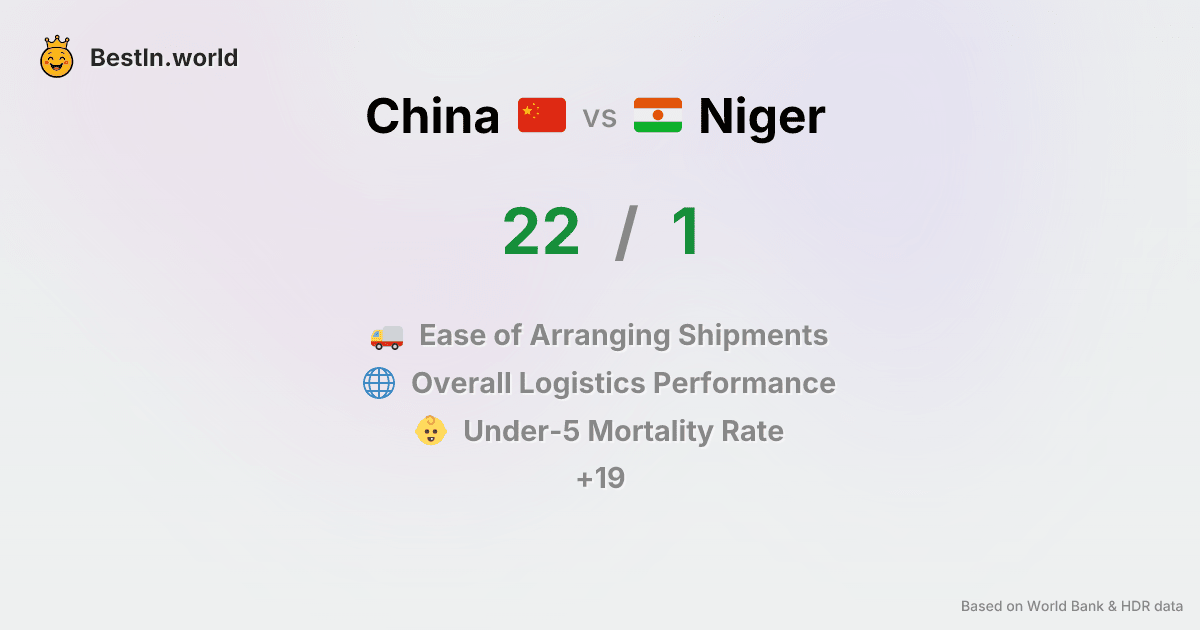 BestIn.world
China vs Niger
22 / 1
Ease of Arranging Shipments
Overall Logistics Performance
Under-5 Mortality Rate
+19
Based on World Bank & HDR data